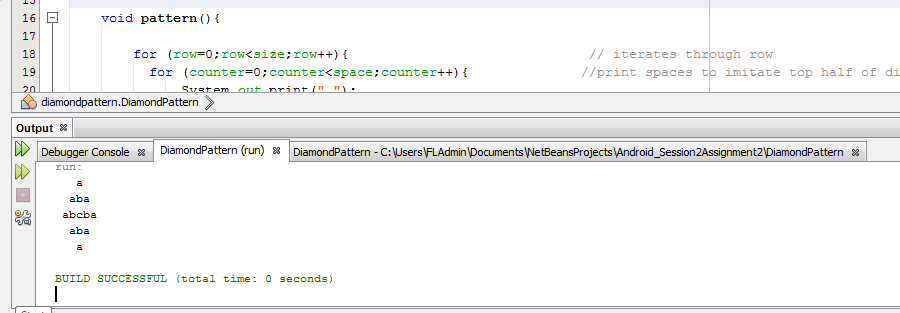 16 void pattern(){
18 for (row=0;row<size;row++){ // iterates through row
19 for (counter=0;counter<space;counter++){ //print spaces to imitate top half of di
20 System.out.print(" ");
diamondpattern.DiamondPattern
Output
Debugger Console DiamondPattern (run) DiamondPattern - C:\Users\FLAdmin\Documents\NetBeansProjects\Android_Session2Assignment2\DiamondPattern
run:
a
aba
abcba
aba
a
BUILD SUCCESSFUL (total time: 0 seconds)